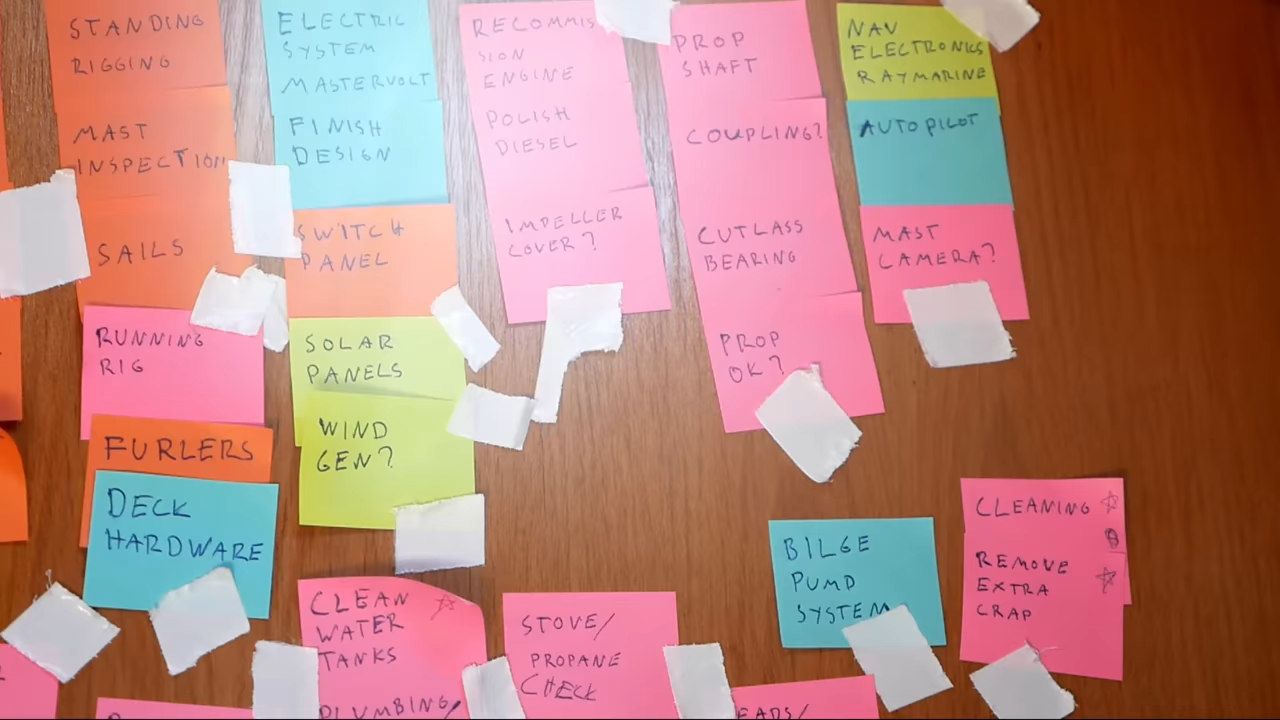 STANDING
RIGGING
MAST
INSPECTION
SAILS
RUNNING
RIG
FURLERS
DECK
HARDWARE
ELECTRIC
SYSTEM
MASTERVOLT
FINISH
DESIGN
SWITCH
PANEL
SOLAR
PANELS
WIND
GEN?
RECOMMIS
SION
ENGINE
POLISH
DIESEL
IMPELLER
COVER?
PROP
SHAFT
COUPLING?
CUTLASS
BEARING
PROP
OK?
NAV
ELECTRONICS
RAYMARINE
AUTOPILOT
MAST
CAMERA?
CLEAN
WATER
TANKS
PLUMBING/
STOVE/
PROPANE
CHECK
BILGE
PUMP
SYSTEM
CLEANING
REMOVE
EXTRA
CRAP